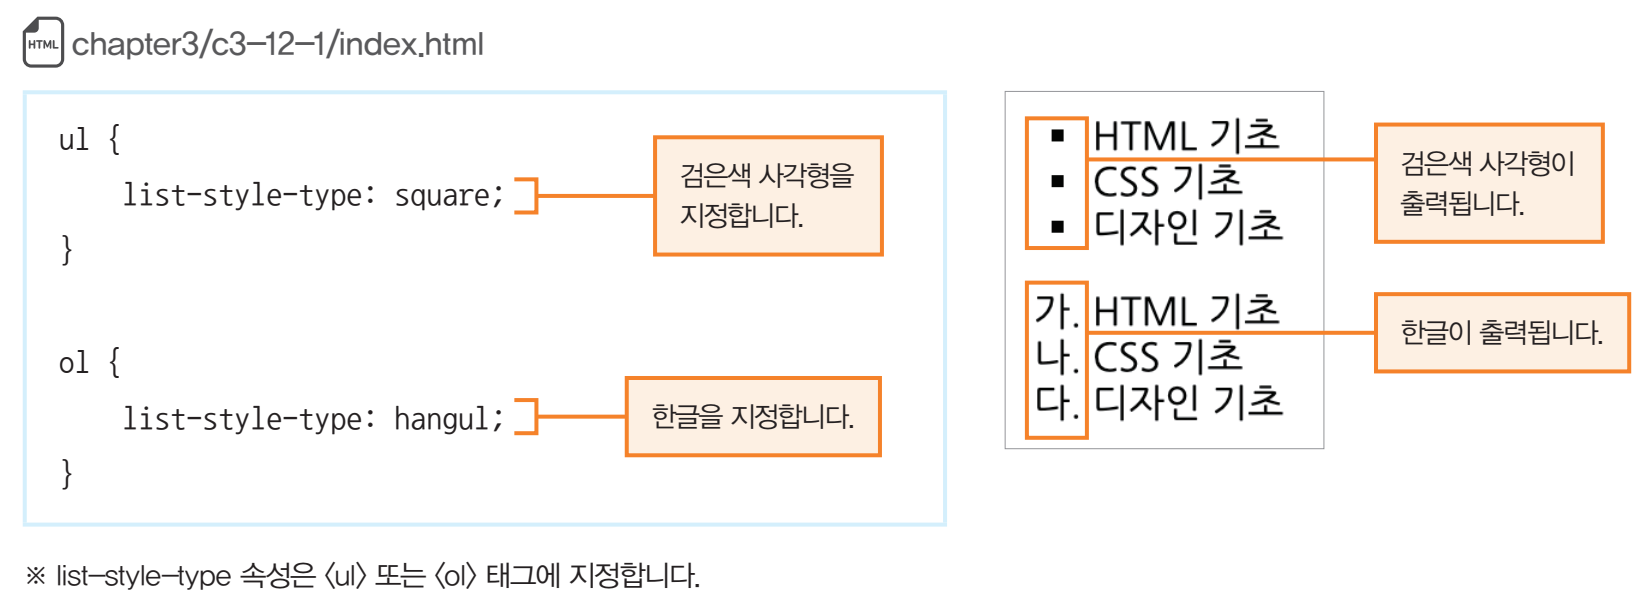 HTML
chapter3/c3-12-1/index.html
ul {
list-style-type: square;
}
ol {
list-style-type: hangul;
}
검은색 사각형을
지정합니다.
한글을 지정합니다.
▪ HTML 기초
▪ CSS 기초
▪ 디자인 기초
가. HTML 기초
나. CSS 기초
다. 디자인 기초
검은색 사각형이
출력됩니다.
한글이 출력됩니다.
※ list-style-type 속성은 〈ul〉 또는 〈ol〉 태그에 지정합니다.